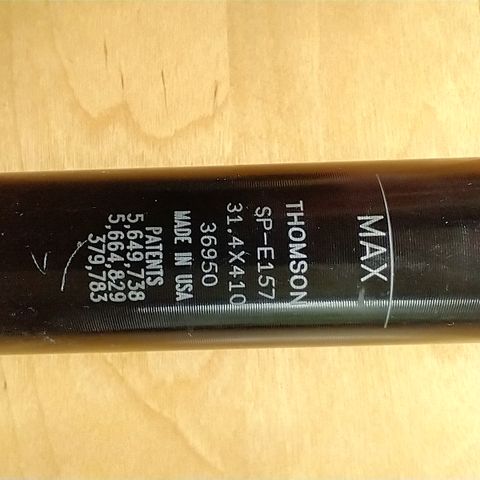 MAX
THOMSON
SP-E157
31.4X410
36950
MADE IN USA
PATENTS
5,649,738
5,664,829
379,783